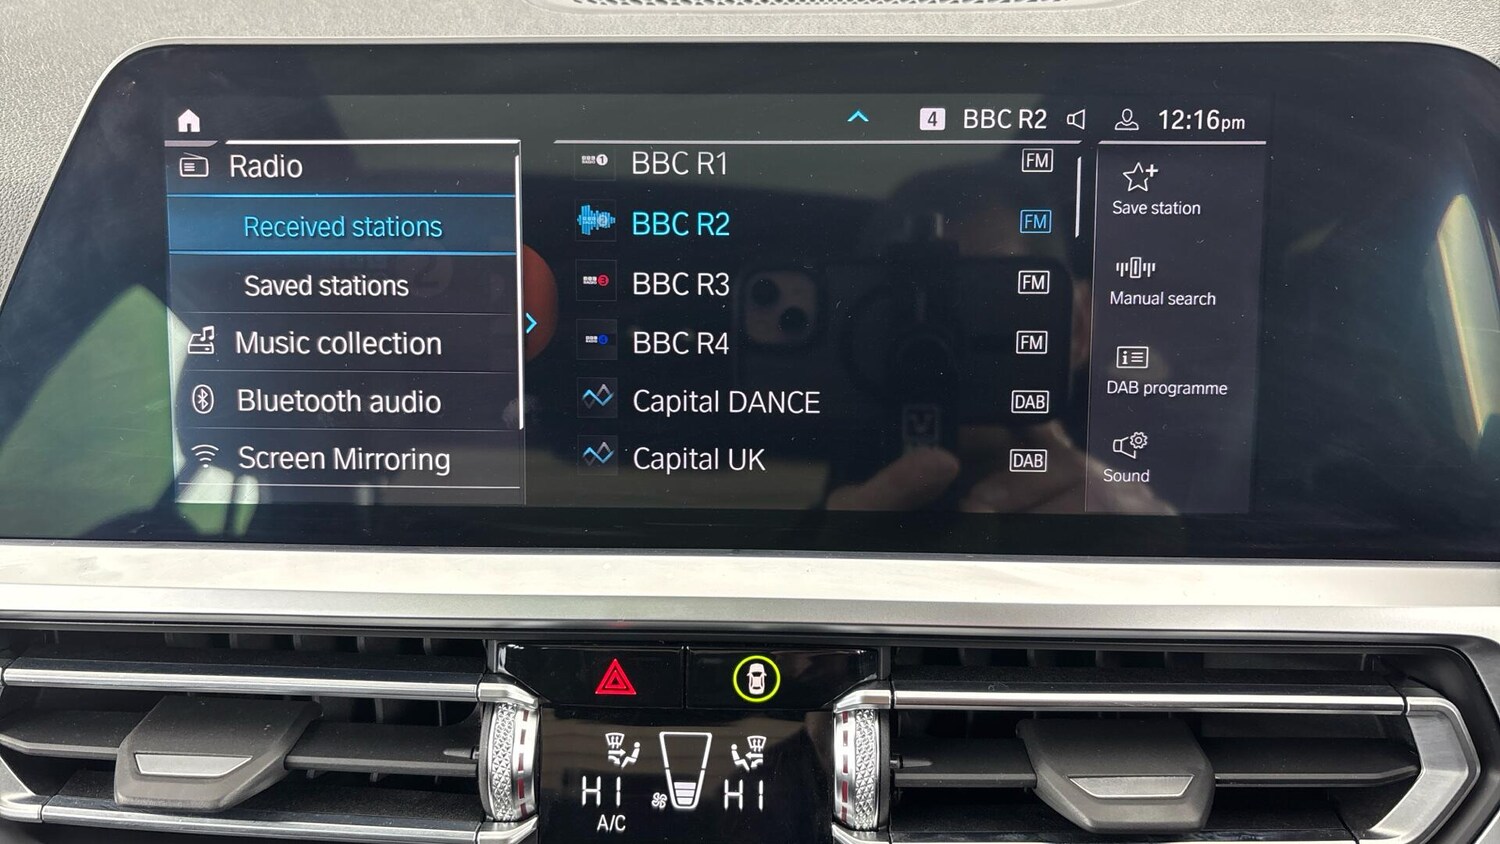 4 BBC R2 12:16pm
Radio
Received stations
Saved stations
Music collection
Bluetooth audio
Screen Mirroring
BBC R1 FM
BBC R2 FM
BBC R3 FM
BBC R4 FM
Capital DANCE DAB
Capital UK DAB
Save station
Manual search
DAB programme
Sound
HI HI
A/C